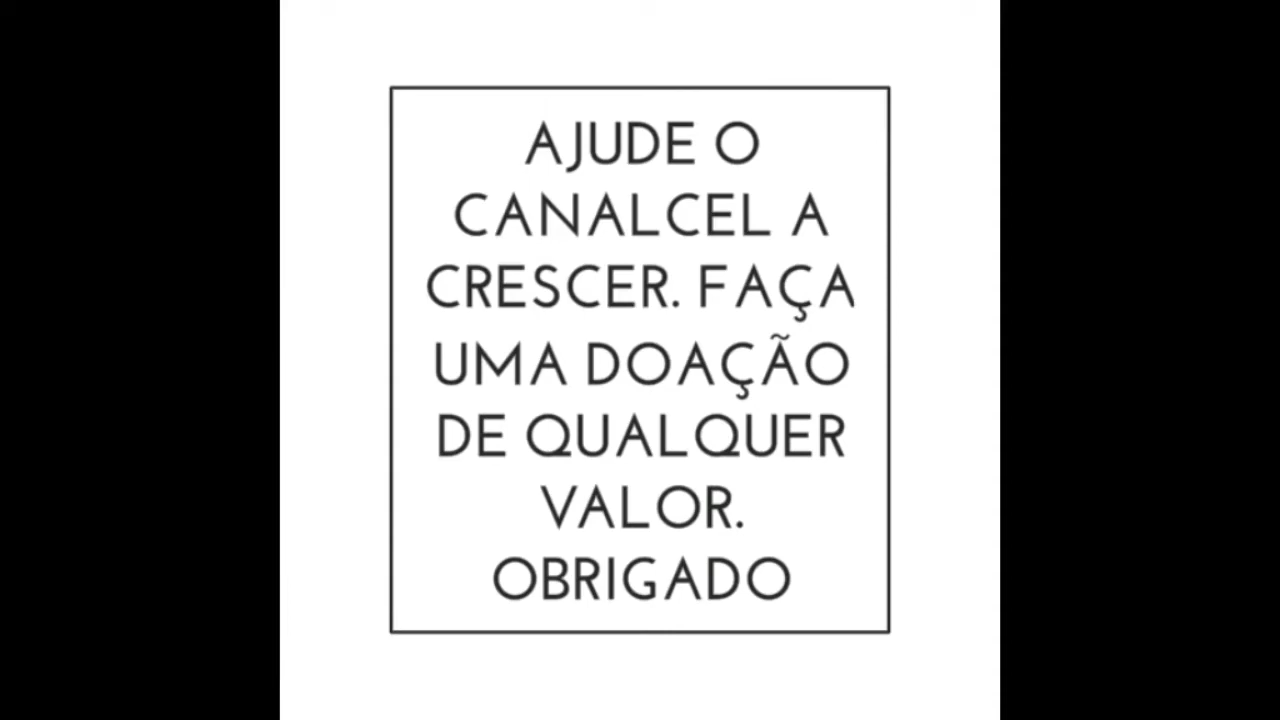 AJUDE O
CANALCEL A
CRESCER. FAÇA
UMA DOAÇÃO
DE QUALQUER
VALOR.
OBRIGADO